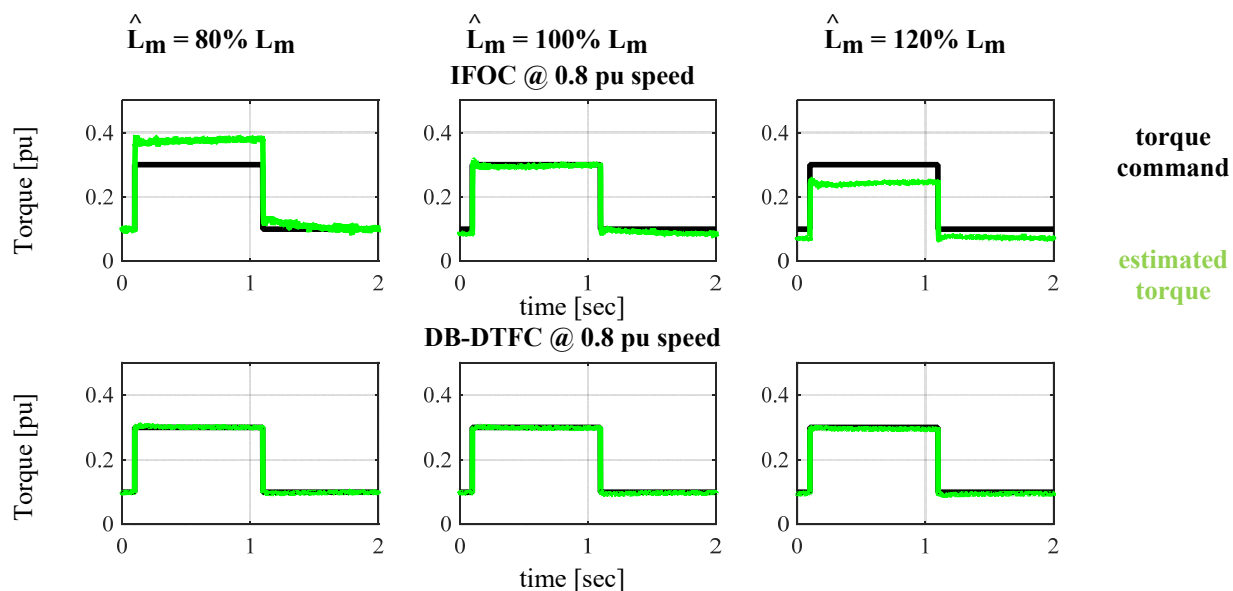 L̂m = 80% Lm
L̂m = 100% Lm
L̂m = 120% Lm
IFOC @ 0.8 pu speed
Torque [pu]
0.4
0.2
0
0
1
2
0.4
0.2
0
0
1
2
0.4
0.2
0
0
1
2
time [sec]
torque
command
estimated
torque
DB-DTFC @ 0.8 pu speed
Torque [pu]
0.4
0.2
0
0
1
2
0.4
0.2
0
0
1
2
0.4
0.2
0
0
1
2
time [sec]